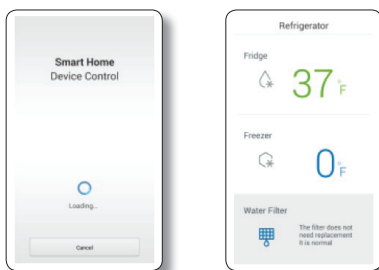 Smart Home
Device Control
Loading...
Cancel
Refrigerator
Fridge
37°F
Freezer
0°F
Water Filter
The filter does not
need replacement
It is normal